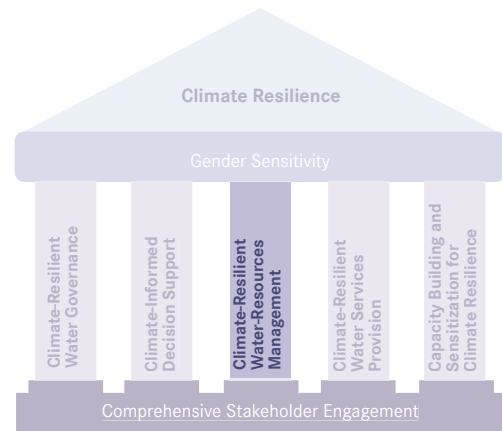 Climate Resilience
Gender Sensitivity
Climate-Resilient
Water Governance
Climate-Informed
Decision Support
Climate-Resilient
Water-Resources
Management
Climate-Resilient
Water Services
Provision
Capacity Building and
Sensitization for
Climate Resilience
Comprehensive Stakeholder Engagement